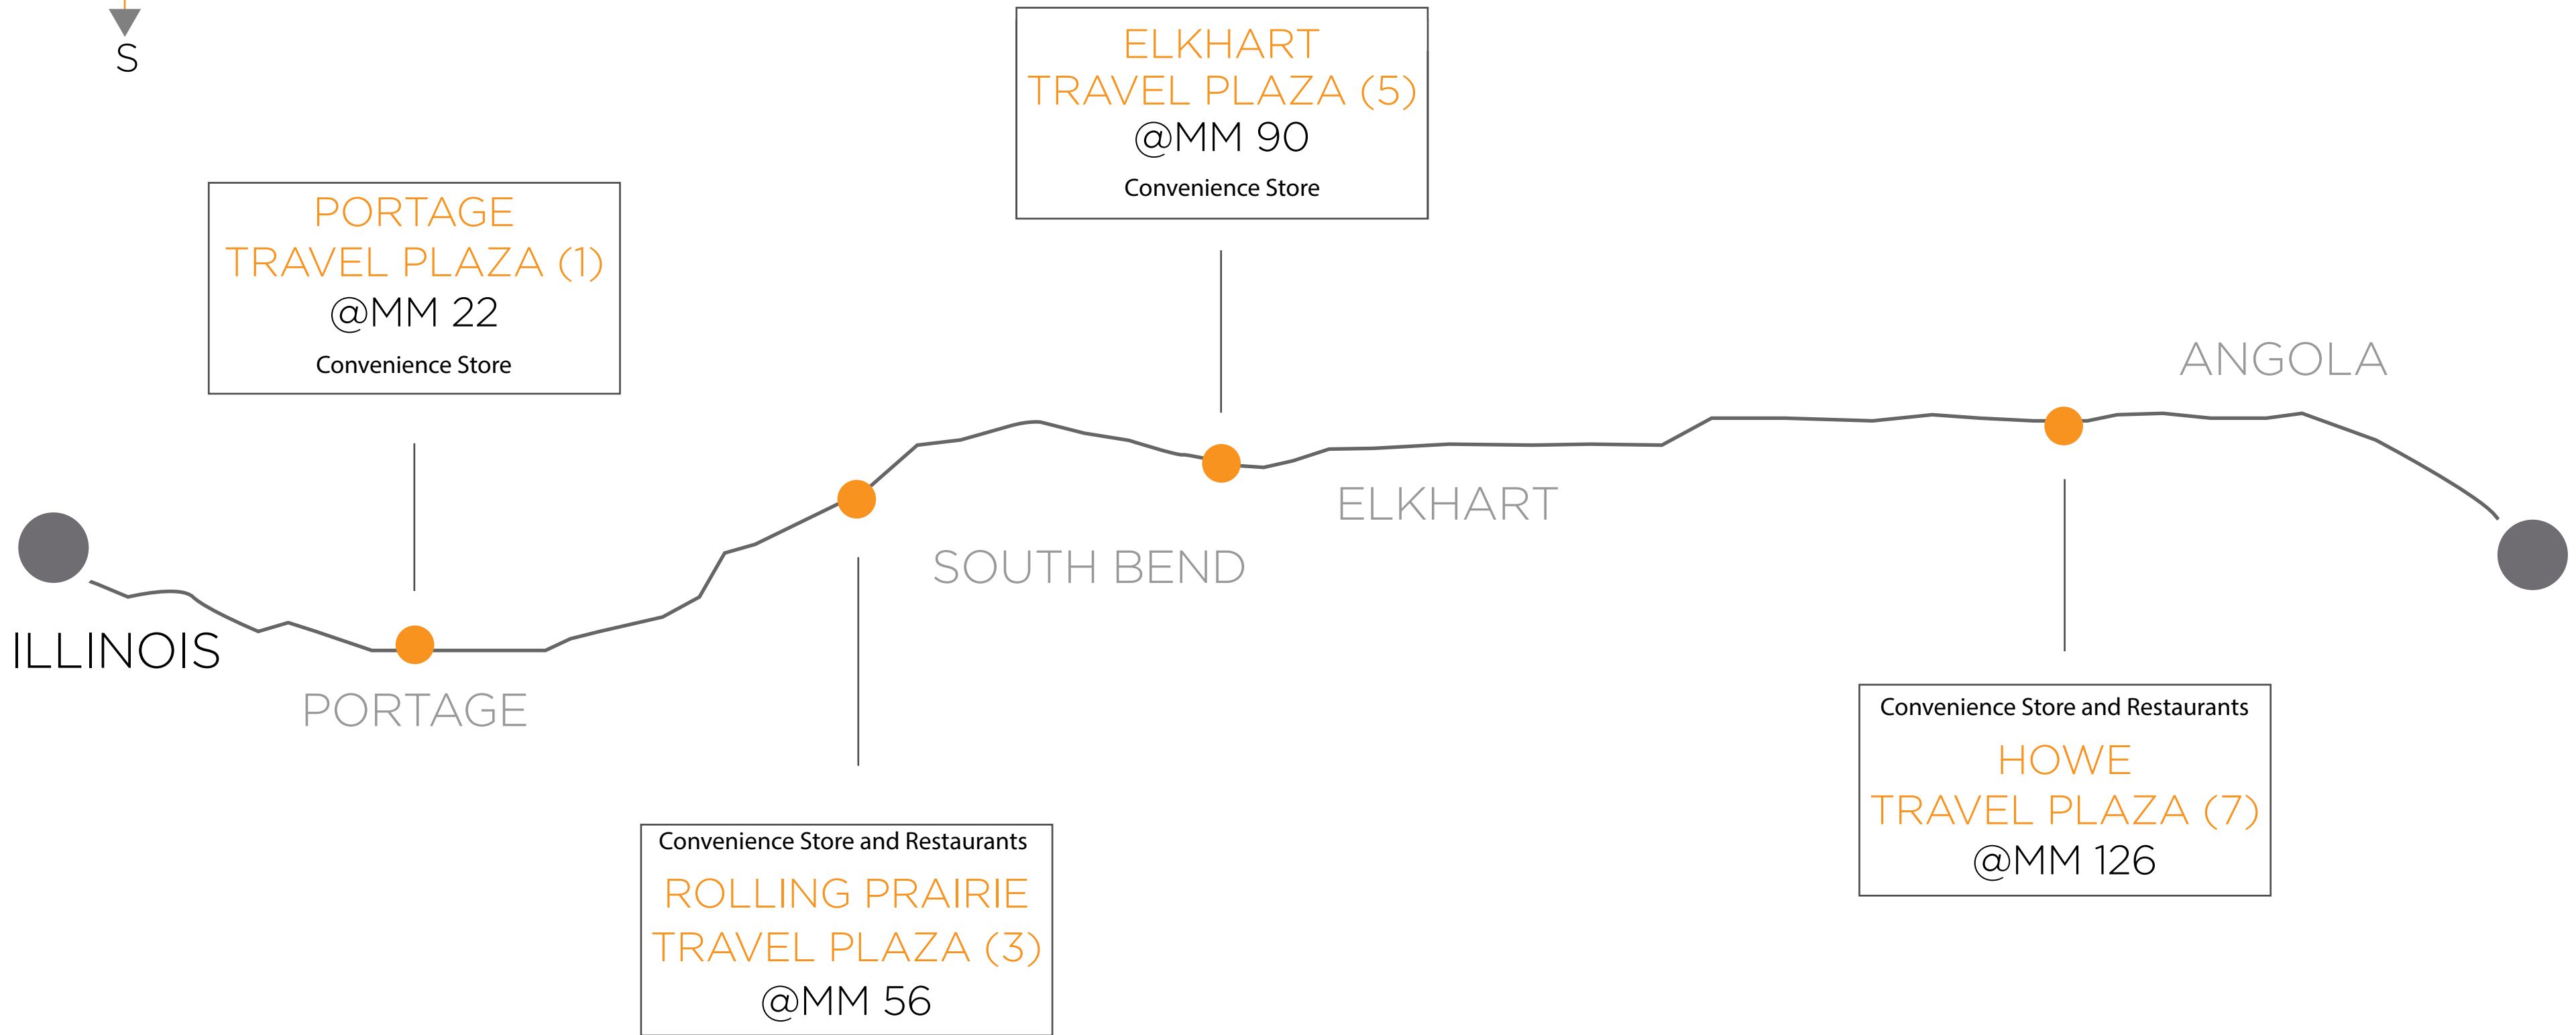 S
ELKHART
TRAVEL PLAZA (5)
@MM 90
Convenience Store
PORTAGE
TRAVEL PLAZA (1)
@MM 22
Convenience Store
ANGOLA
ELKHART
SOUTH BEND
ILLINOIS
PORTAGE
Convenience Store and Restaurants
HOWE
TRAVEL PLAZA (7)
@MM 126
Convenience Store and Restaurants
ROLLING PRAIRIE
TRAVEL PLAZA (3)
@MM 56